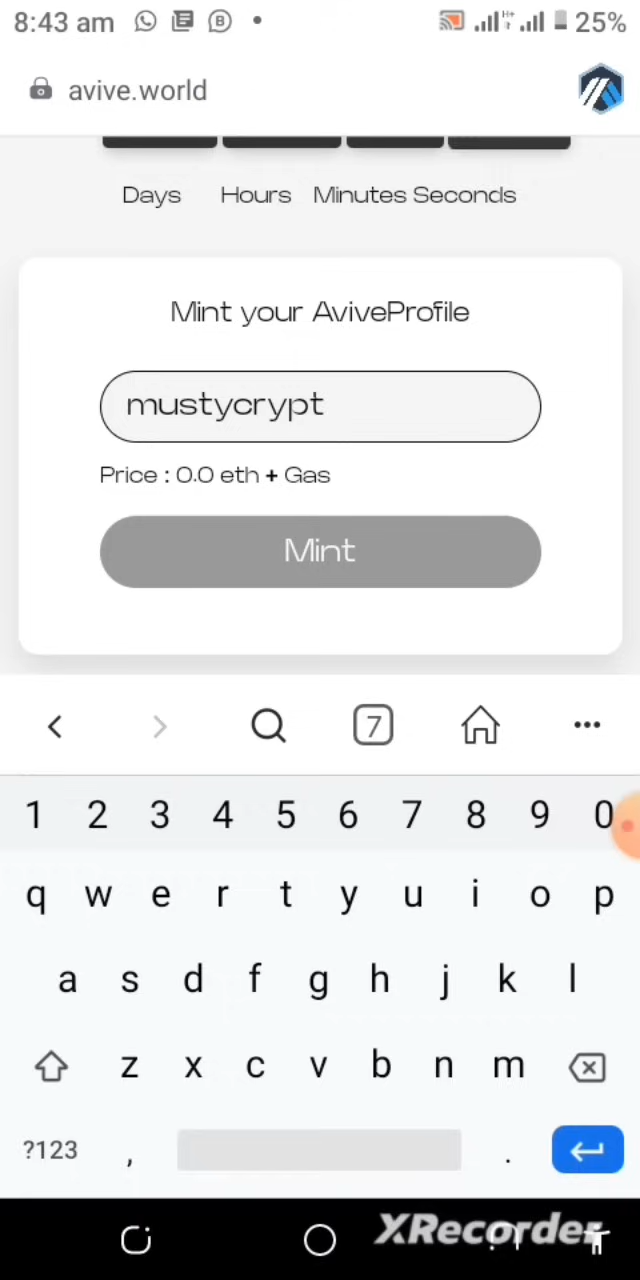 8:43 am 25%
avive.world
Days Hours Minutes Seconds
Mint your AviveProfile
mustycrypt
Price : 0.0 eth + Gas
Mint
7
1 2 3 4 5 6 7 8 9 0
q w e r t y u i o p
a s d f g h j k l
z x c v b n m
?123 , .
XRecorder